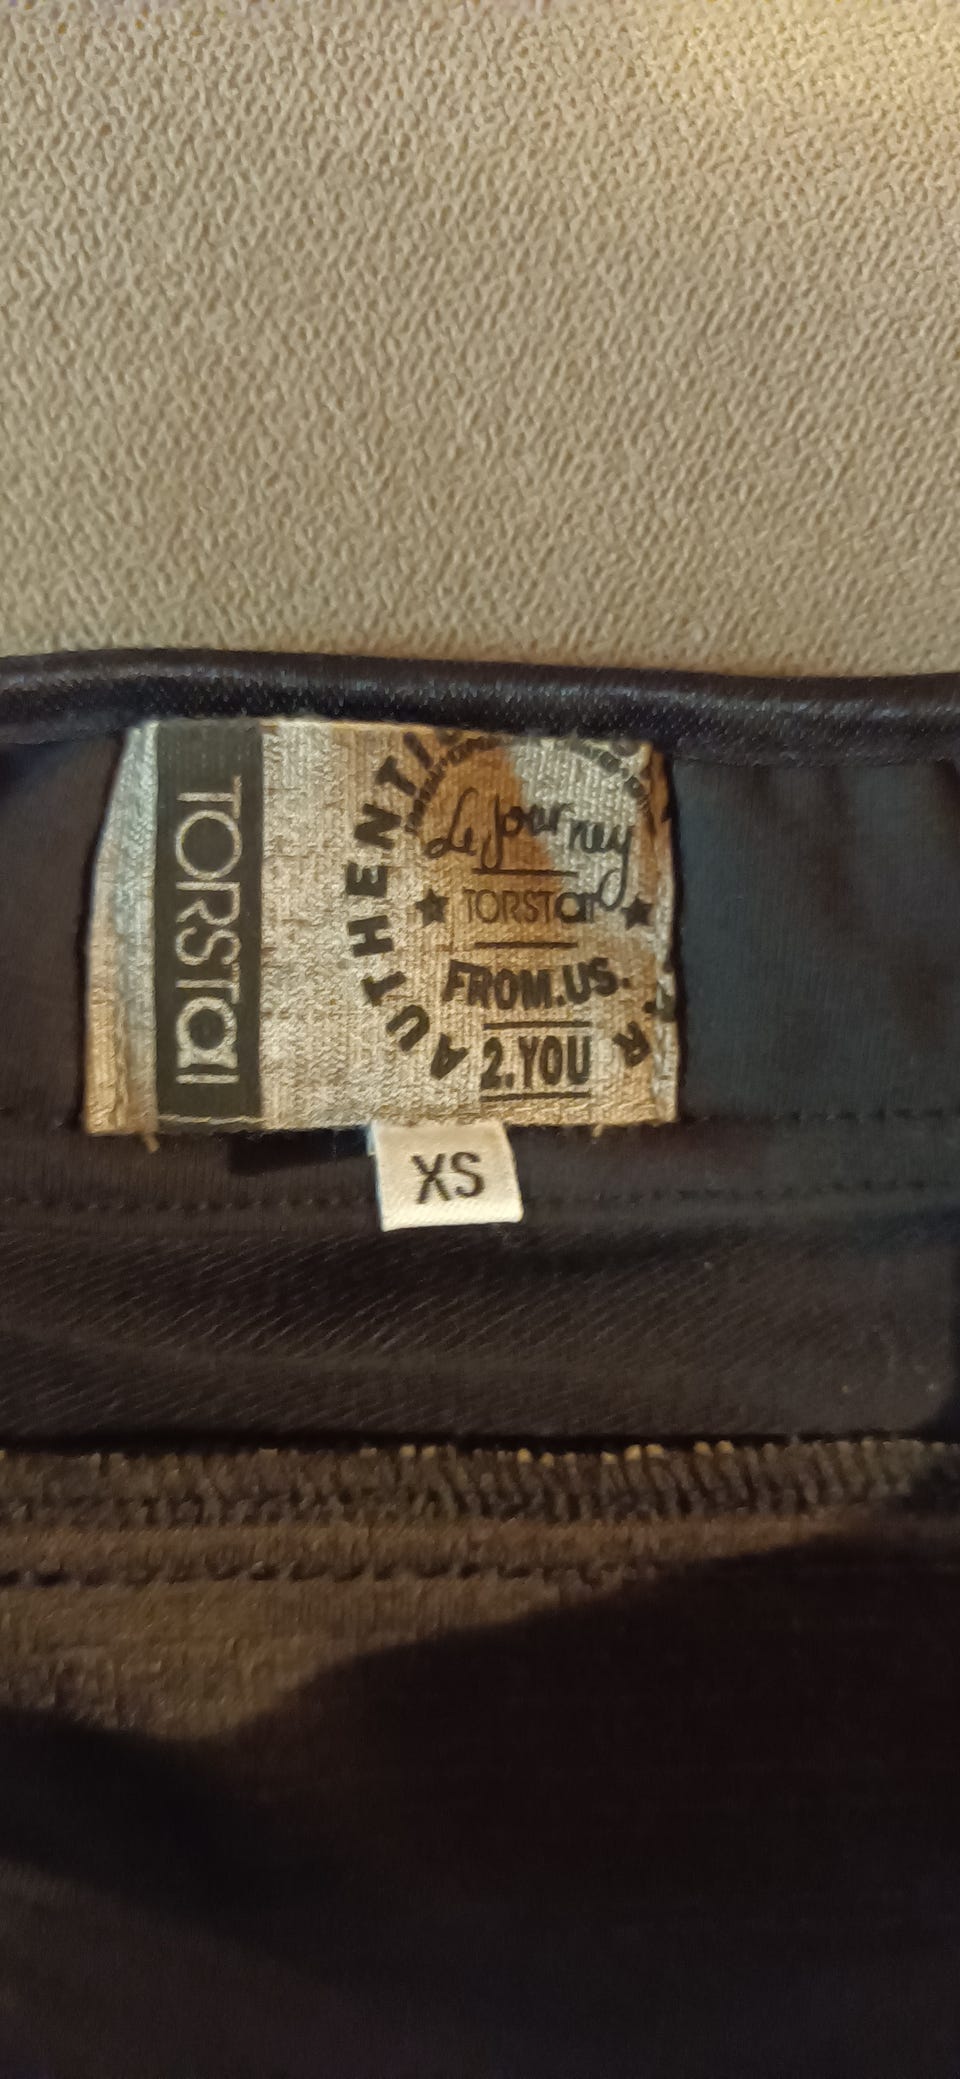 TORSTai
AUTHENTI
Le Journey
TORSTai
FROM.US.
2.YOU
XS